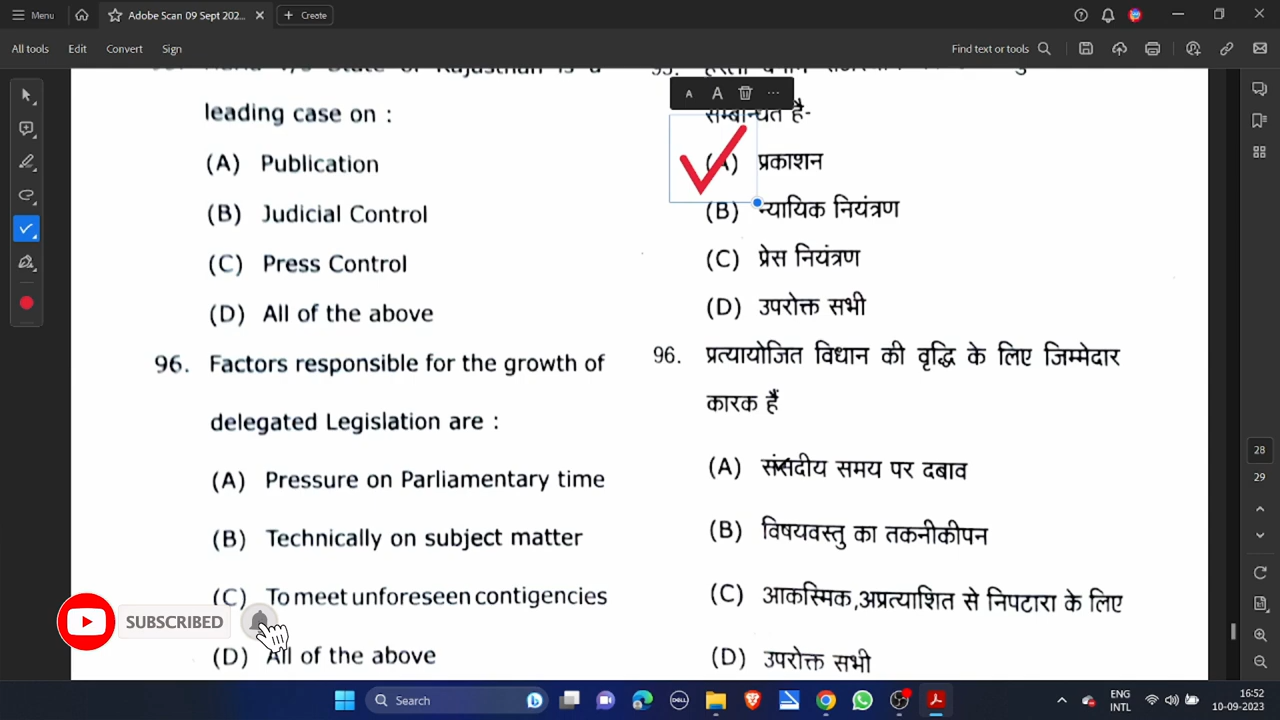 Menu
Adobe Scan 09 Sept 202...
Create
All tools
Edit
Convert
Sign
Find text or tools
leading case on :
(A) Publication
(B) Judicial Control
(C) Press Control
(D) All of the above
96. Factors responsible for the growth of
delegated Legislation are :
(A) Pressure on Parliamentary time
(B) Technically on subject matter
(C) To meet unforeseen contigencies
(D) All of the above
A A ...
सम्बन्धित है-
(A) प्रकाशन
(B) न्यायिक नियंत्रण
(C) प्रेस नियंत्रण
(D) उपरोक्त सभी
96. प्रत्यायोजित विधान की वृद्धि के लिए जिम्मेदार
कारक हैं
(A) संसदीय समय पर दबाव
(B) विषयवस्तु का तकनीकीपन
(C) आकस्मिक,अप्रत्याशित से निपटारा के लिए
(D) उपरोक्त सभी
28
29
SUBSCRIBED
Search
DELL
ENG
INTL
16:52
10-09-2023